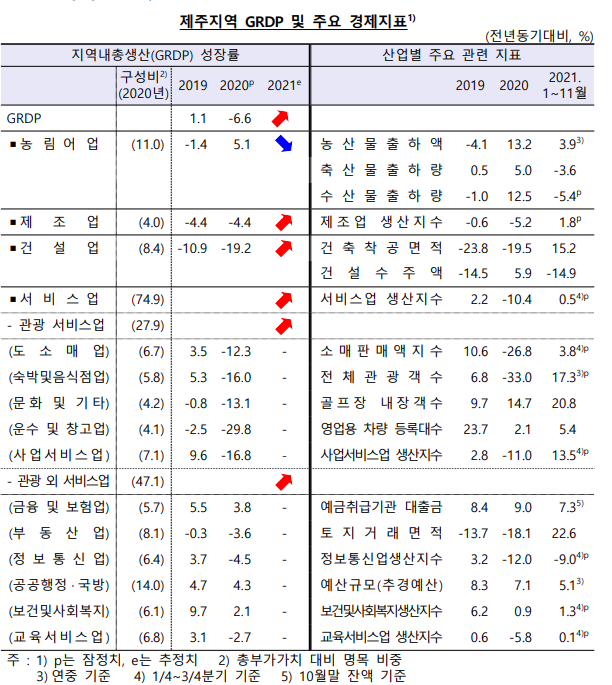 제주지역 GRDP 및 주요 경제지표1)
(전년동기대비, %)
지역내총생산(GRDP) 성장률 산업별 주요 관련 지표
구성비2) (2020년) 2019 2020p 2021e 2019 2020 2021. 1~11월
GRDP 1.1 -6.6
▪농림어업 (11.0) -1.4 5.1 농산물출하액 -4.1 13.2 3.93)
축산물출하량 0.5 5.0 -3.6
수산물출하량 -1.0 12.5 -5.4p
▪제조업 (4.0) -4.4 -4.4 제조업 생산지수 -0.6 -5.2 1.8p
▪건설업 (8.4) -10.9 -19.2 건축착공면적 -23.8 -19.5 15.2
건설수주액 -14.5 5.9 -14.9
▪서비스업 (74.9) 서비스업 생산지수 2.2 -10.4 0.54)p
- 관광 서비스업 (27.9)
(도소매업) (6.7) 3.5 -12.3 - 소매판매액지수 10.6 -26.8 3.84)p
(숙박및음식점업) (5.8) 5.3 -16.0 - 전체관광객수 6.8 -33.0 17.33)p
(문화 및 기타) (4.2) -0.8 -13.1 - 골프장 내장객수 9.7 14.7 20.8
(운수 및 창고업) (4.1) -2.5 -29.8 - 영업용 차량 등록대수 23.7 2.1 5.4
(사업서비스업) (7.1) 9.6 -16.8 - 사업서비스업 생산지수 2.8 -11.0 13.54)p
- 관광 외 서비스업 (47.1)
(금융 및 보험업) (5.7) 5.5 3.8 - 예금취급기관 대출금 8.4 9.0 7.35)
(부동산업) (8.1) -0.3 -3.6 - 토지거래면적 -13.7 -18.1 22.6
(정보통신업) (6.4) 3.7 -4.5 - 정보통신업생산지수 3.2 -12.0 -9.04)p
(공공행정·국방) (14.0) 4.7 4.3 - 예산규모(추경예산) 8.3 7.1 5.13)
(보건및사회복지) (6.1) 9.7 2.1 - 보건및사회복지생산지수 6.2 0.9 1.34)p
(교육서비스업) (6.8) 3.1 -2.7 - 교육서비스업 생산지수 0.6 -5.8 0.14)p
주 : 1) p는 잠정치, e는 추정치 2) 총부가가치 대비 명목 비중
3) 연중 기준 4) 1/4~3/4분기 기준 5) 10월말 잔액 기준